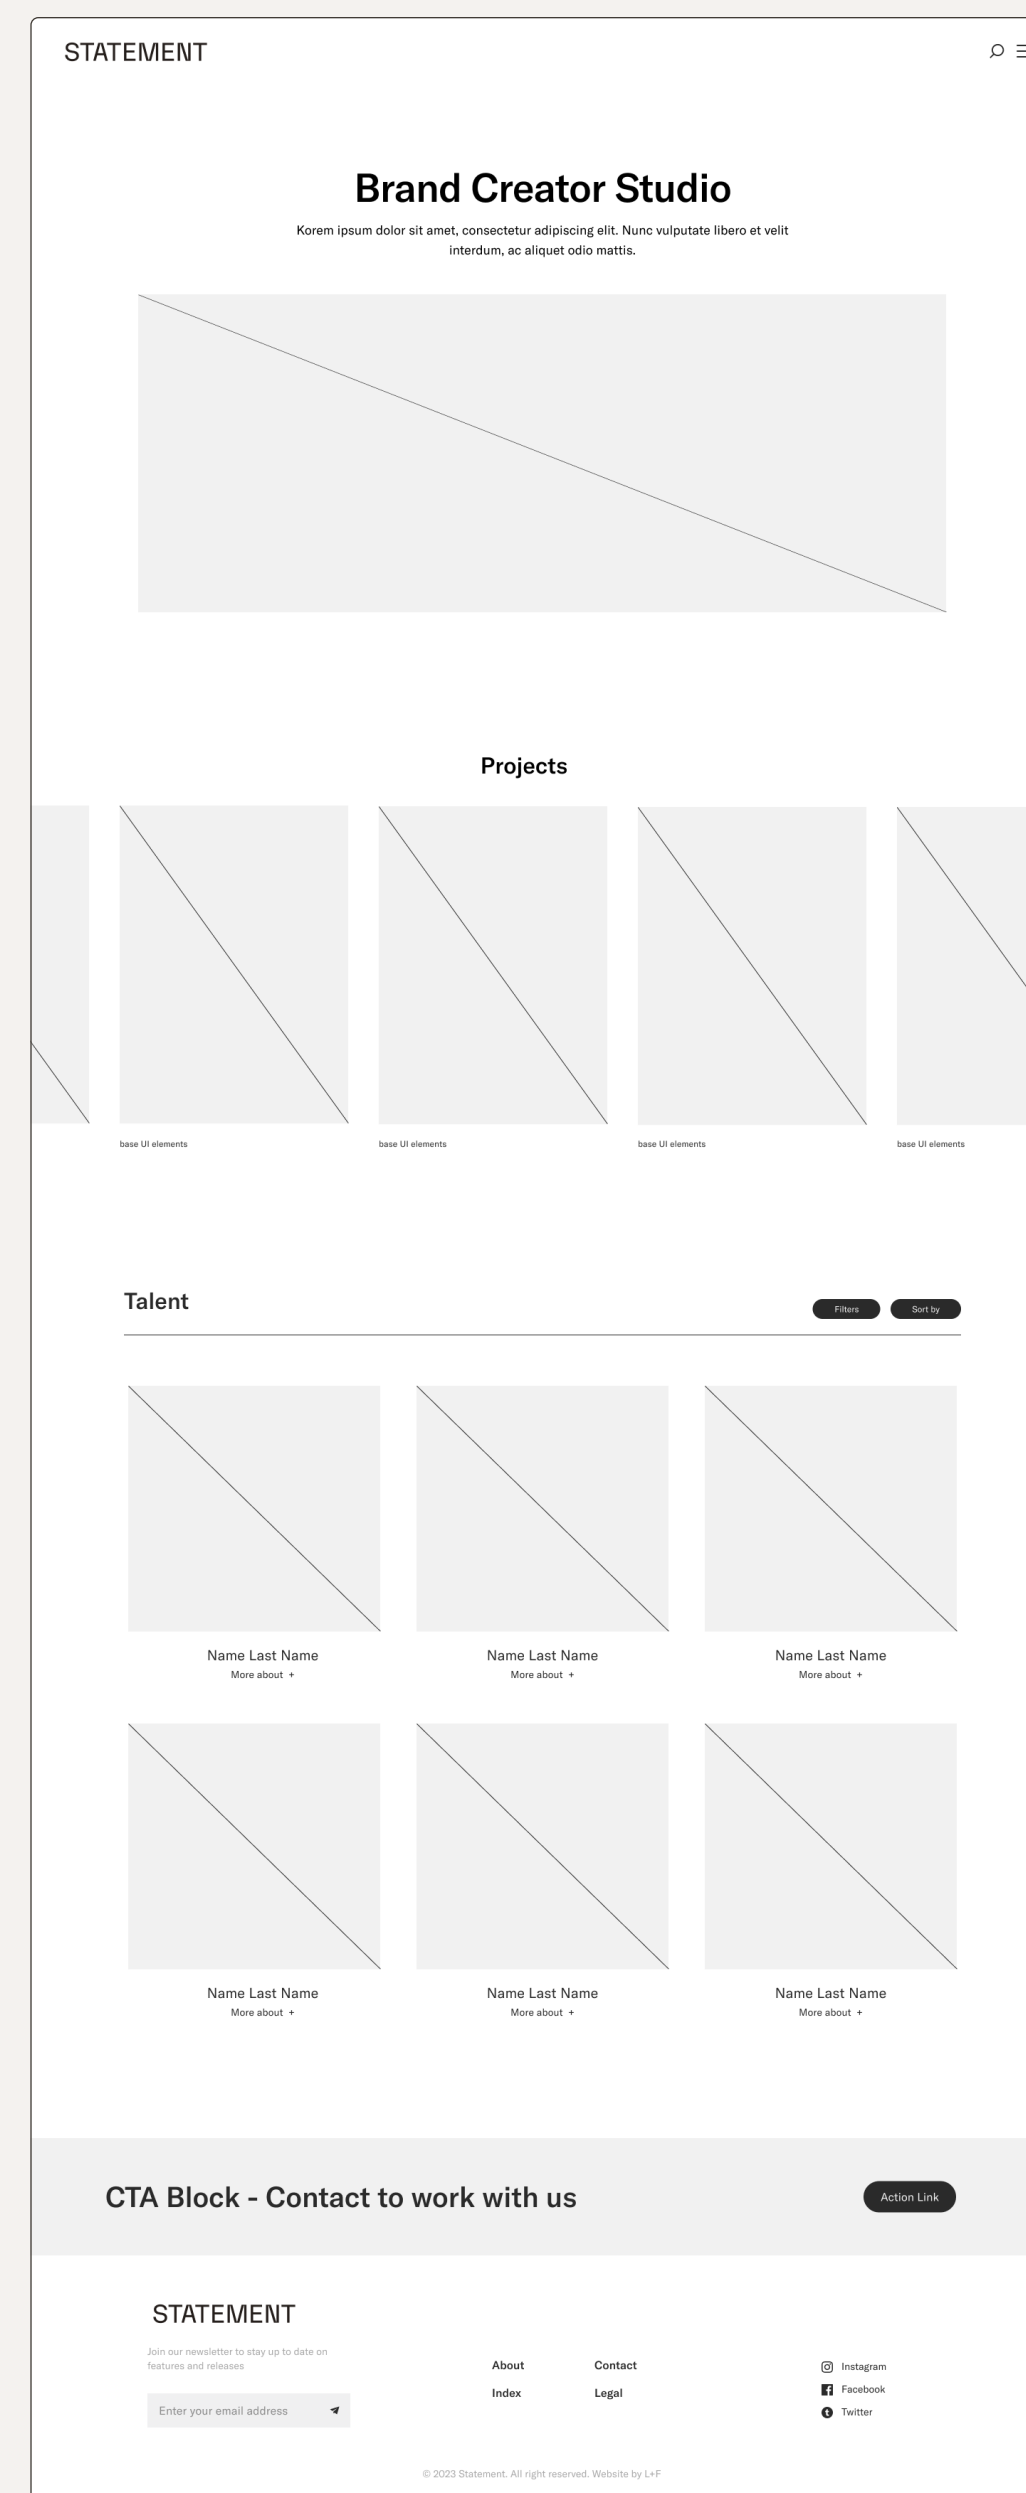 STATEMENT
Brand Creator Studio
Korem ipsum dolor sit amet, consectetur adipiscing elit. Nunc vulputate libero et velit
interdum, ac aliquet odio mattis.
Projects
base UI elements
base UI elements
base UI elements
base UI elements
Talent
Filters
Sort by
Name Last Name
More about +
Name Last Name
More about +
Name Last Name
More about +
Name Last Name
More about +
Name Last Name
More about +
Name Last Name
More about +
CTA Block - Contact to work with us
Action Link
STATEMENT
Join our newsletter to stay up to date on
features and releases
Enter your email address
About
Contact
Index
Legal
Instagram
Facebook
Twitter
© 2023 Statement. All right reserved. Website by L+F